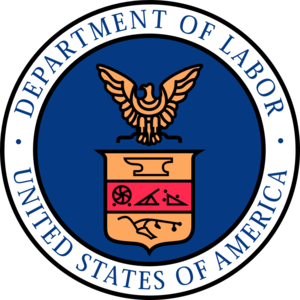 DEPARTMENT OF LABOR
UNITED STATES OF AMERICA